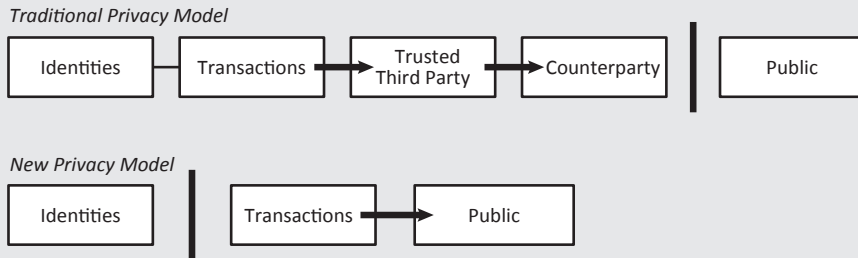 Traditional Privacy Model
Identities
Transactions
Trusted
Third Party
Counterparty
Public
New Privacy Model
Identities
Transactions
Public